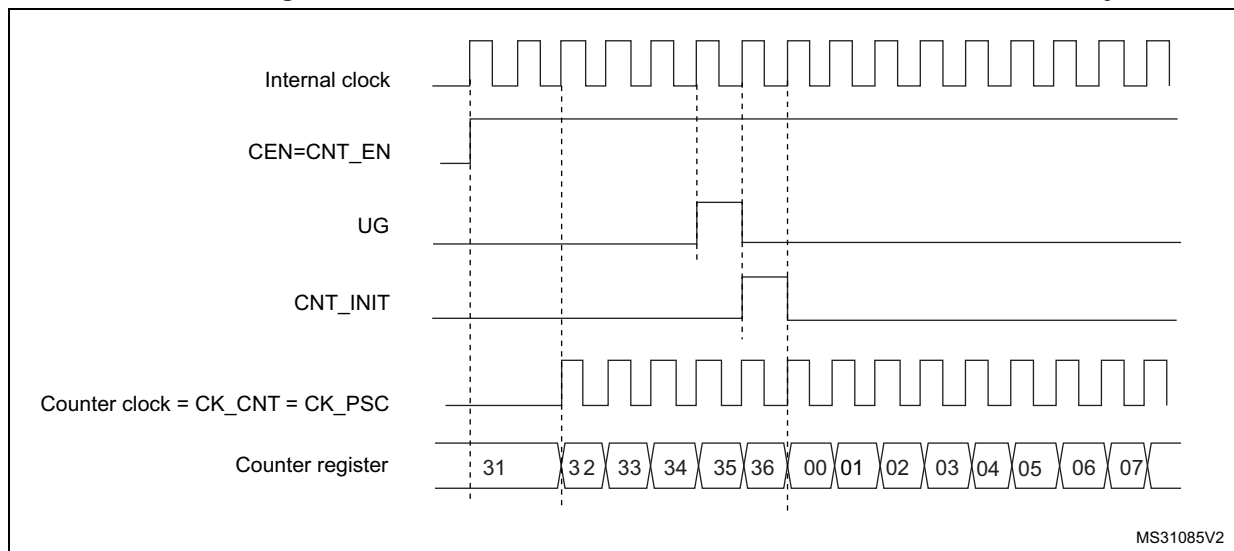 Internal clock
CEN=CNT_EN
UG
CNT_INIT
Counter clock = CK_CNT = CK_PSC
Counter register 31 32 33 34 35 36 00 01 02 03 04 05 06 07
MS31085V2